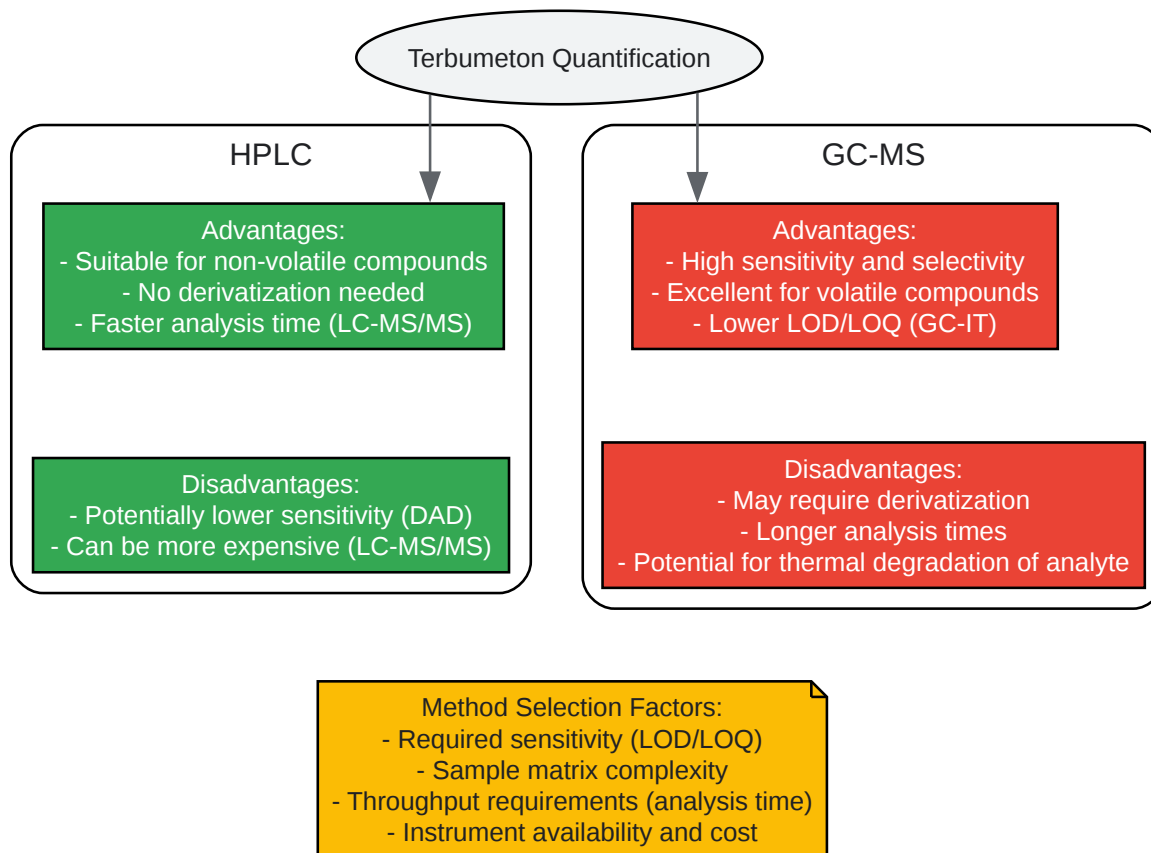 Terbumeton Quantification
HPLC
Advantages:
- Suitable for non-volatile compounds
- No derivatization needed
- Faster analysis time (LC-MS/MS)
Disadvantages:
- Potentially lower sensitivity (DAD)
- Can be more expensive (LC-MS/MS)
GC-MS
Advantages:
- High sensitivity and selectivity
- Excellent for volatile compounds
- Lower LOD/LOQ (GC-IT)
Disadvantages:
- May require derivatization
- Longer analysis times
- Potential for thermal degradation of analyte
Method Selection Factors:
- Required sensitivity (LOD/LOQ)
- Sample matrix complexity
- Throughput requirements (analysis time)
- Instrument availability and cost